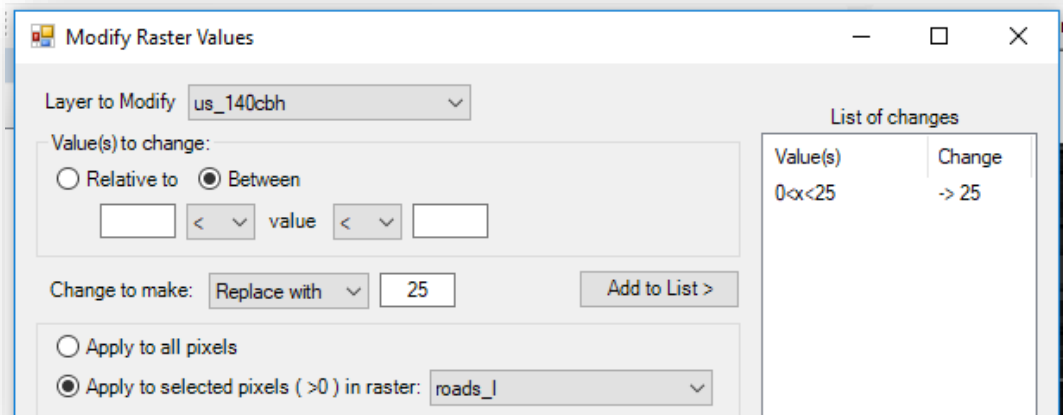 Modify Raster Values
Layer to Modify us_140cbh
Value(s) to change:
Relative to Between
< value <
Change to make: Replace with 25 Add to List >
Apply to all pixels
Apply to selected pixels ( >0 ) in raster: roads_l
List of changes
Value(s) Change
0<x<25 -> 25